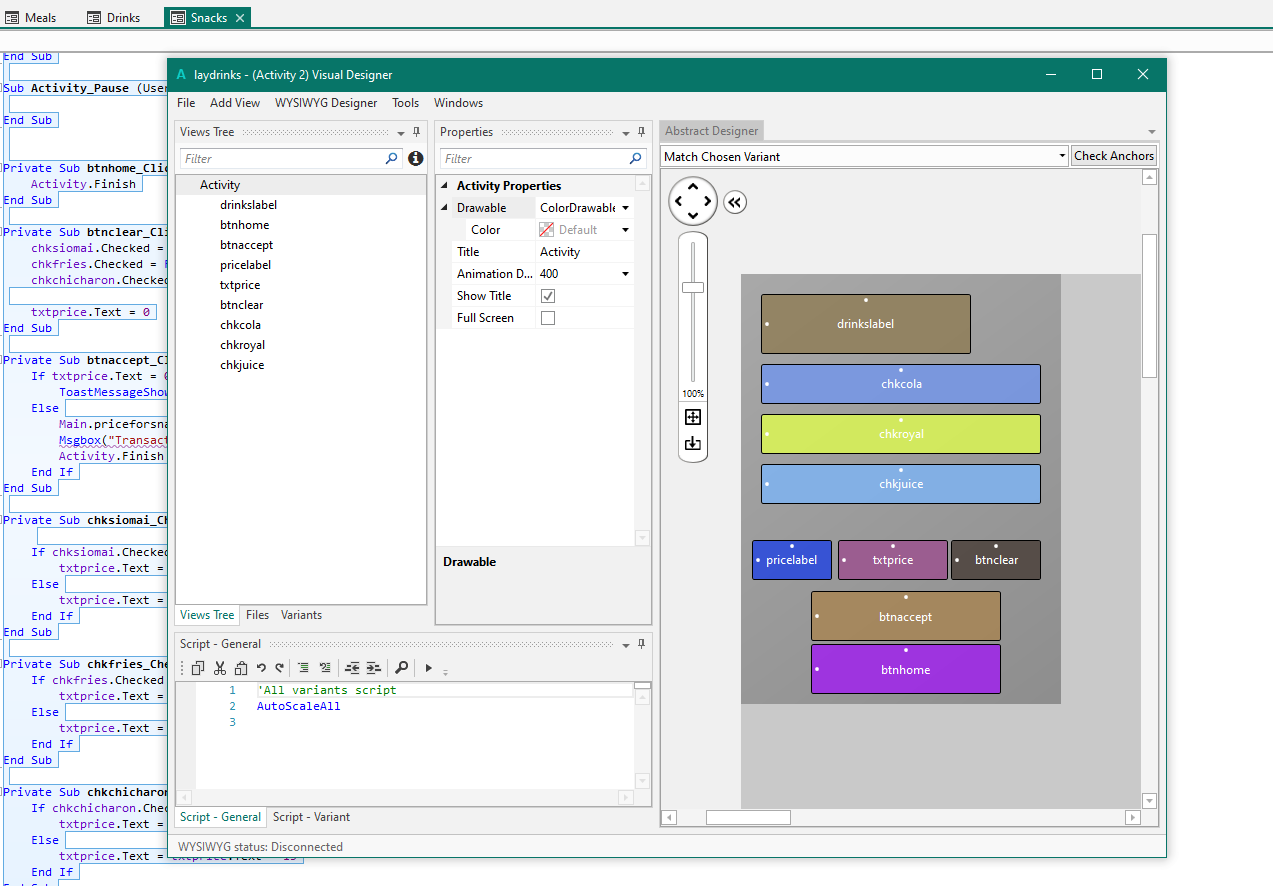 Meals
Drinks
Snacks
End Sub
Sub Activity_Pause (User
End Sub
Private Sub btnhome_Clic
Activity.Finish
End Sub
Private Sub btnclear_Cli
chksiomai.Checked =
chkfries.Checked =
chkchicharon.Checked
txtprice.Text = 0
End Sub
Private Sub btnaccept_Cl
If txtprice.Text = 0
ToastMessageShow
Else
Main.priceforsna
Msgbox("Transact
Activity.Finish
End If
End Sub
Private Sub chksiomai_Ch
If chksiomai.Checked
txtprice.Text =
Else
txtprice.Text =
End If
End Sub
Private Sub chkfries_Che
If chkfries.Checked
txtprice.Text =
Else
txtprice.Text =
End If
End Sub
Private Sub chkchicharon
If chkchicharon.Chec
txtprice.Text =
Else
txtprice.Text =
End If
laydrinks - (Activity 2) Visual Designer
File Add View WYSIWYG Designer Tools Windows
Views Tree
Filter
Activity
drinkslabel
btnhome
btnaccept
pricelabel
txtprice
btnclear
chkcola
chkroyal
chkjuice
Views Tree Files Variants
Properties
Filter
Activity Properties
Drawable ColorDrawable
Color Default
Title Activity
Animation D... 400
Show Title
Full Screen
Drawable
Script - General
1 'All variants script
2 AutoScaleAll
3
Script - General Script - Variant
WYSIWYG status: Disconnected
Abstract Designer
Match Chosen Variant Check Anchors
100%
drinkslabel
chkcola
chkroyal
chkjuice
pricelabel txtprice btnclear
btnaccept
btnhome